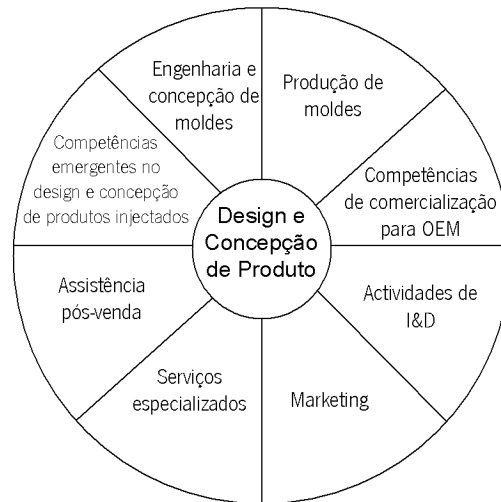 Engenharia e
concepção de
moldes
Produção de
moldes
Competências
emergentes no
design e concepção
de produtos injectados
Competências
de comercialização
para OEM
Design e
Concepção
de Produto
Assistência
pós-venda
Actividades de
I&D
Serviços
especializados
Marketing